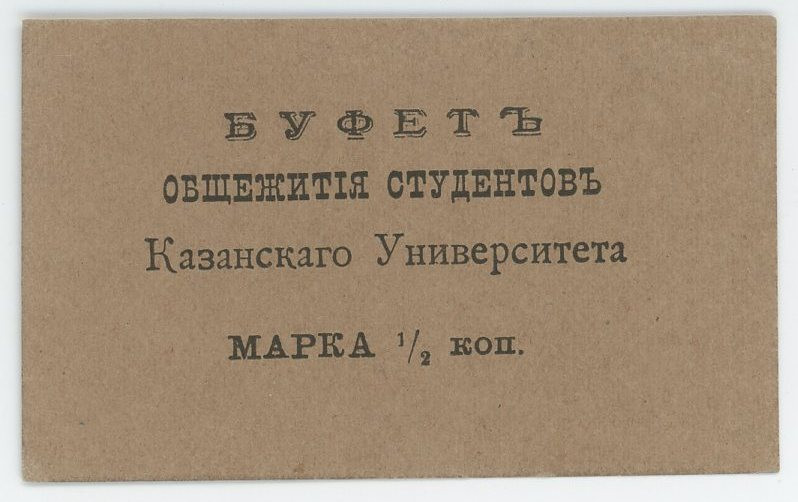 БУФЕТЪ
ОБЩЕЖИТІЯ СТУДЕНТОВЪ
Казанскаго Университета
МАРКА 1/2 коп.